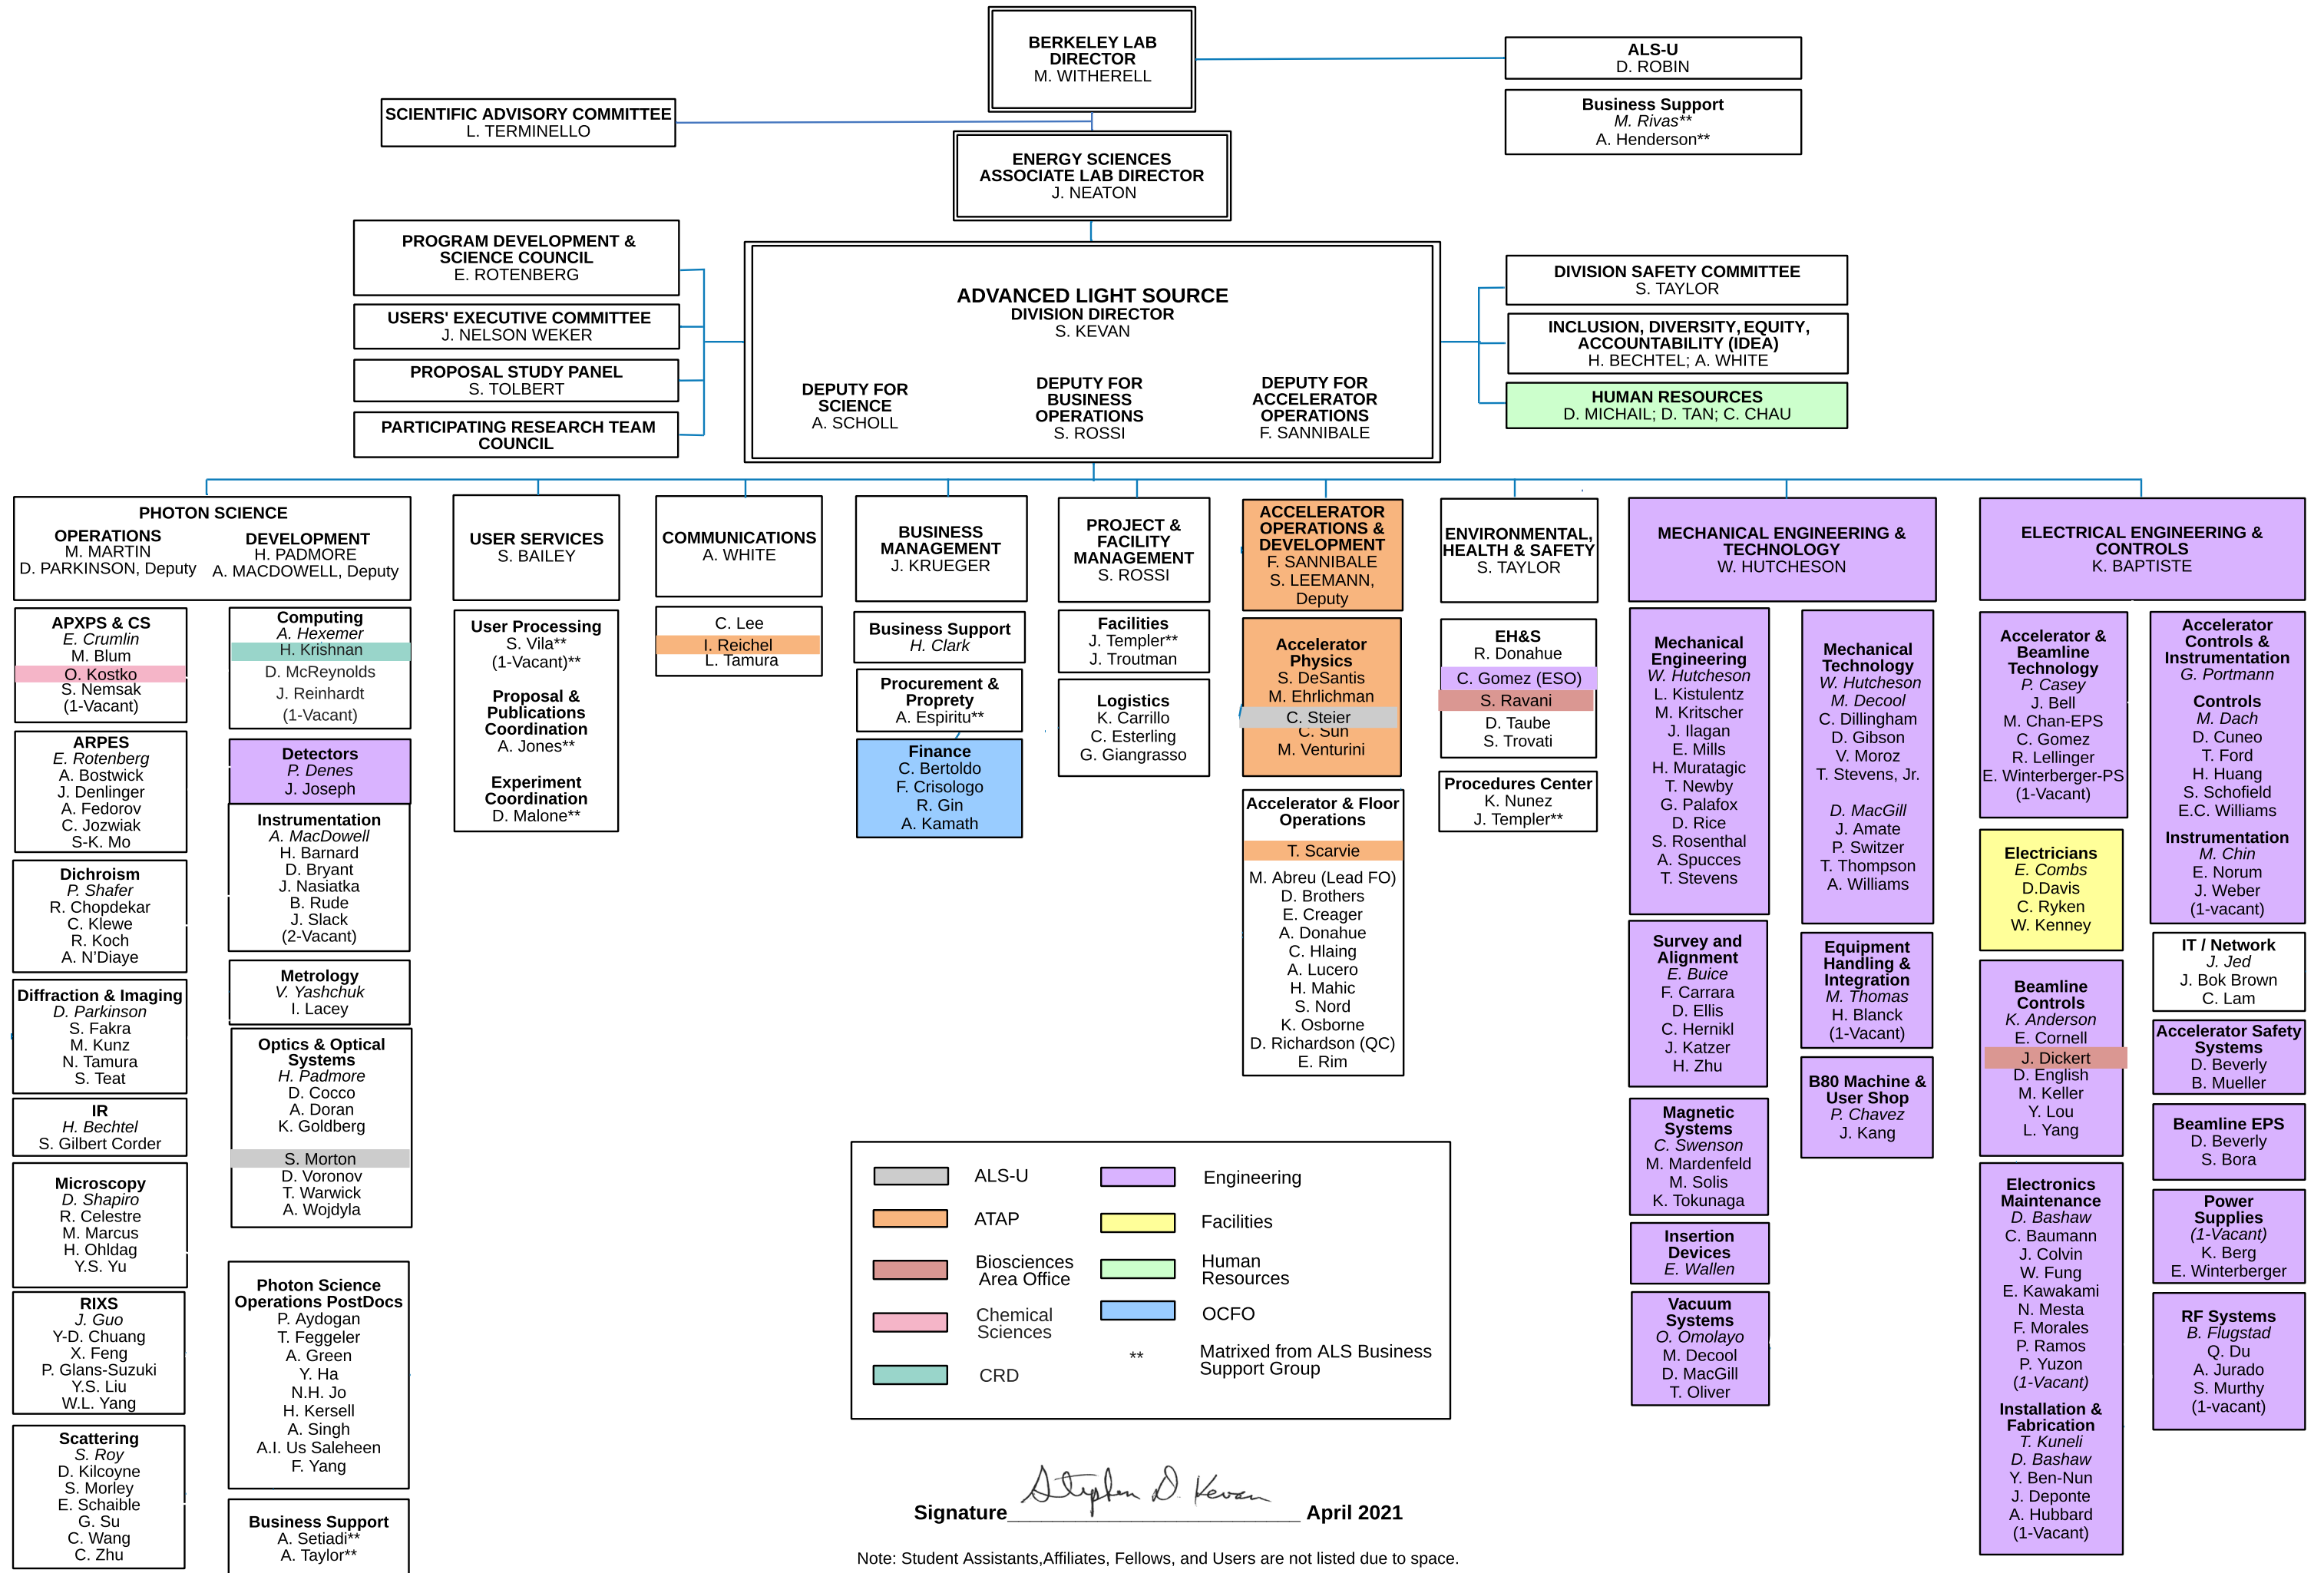 BERKELEY LAB
DIRECTOR
M. WITHERELL
ALS-U
D. ROBIN
Business Support
M. Rivas**
A. Henderson**
SCIENTIFIC ADVISORY COMMITTEE
L. TERMINELLO
ENERGY SCIENCES
ASSOCIATE LAB DIRECTOR
J. NEATON
PROGRAM DEVELOPMENT &
SCIENCE COUNCIL
E. ROTENBERG
USERS' EXECUTIVE COMMITTEE
J. NELSON WEKER
PROPOSAL STUDY PANEL
S. TOLBERT
PARTICIPATING RESEARCH TEAM
COUNCIL
ADVANCED LIGHT SOURCE
DIVISION DIRECTOR
S. KEVAN
DEPUTY FOR
SCIENCE
A. SCHOLL
DEPUTY FOR
BUSINESS
OPERATIONS
S. ROSSI
DEPUTY FOR
ACCELERATOR
OPERATIONS
F. SANNIBALE
DIVISION SAFETY COMMITTEE
S. TAYLOR
INCLUSION, DIVERSITY, EQUITY,
ACCOUNTABILITY (IDEA)
H. BECHTEL; A. WHITE
HUMAN RESOURCES
D. MICHAIL; D. TAN; C. CHAU
PHOTON SCIENCE
OPERATIONS
M. MARTIN
D. PARKINSON, Deputy
DEVELOPMENT
H. PADMORE
A. MACDOWELL, Deputy
APXPS & CS
E. Crumlin
M. Blum
O. Kostko
S. Nemsak
(1-Vacant)
ARPES
E. Rotenberg
A. Bostwick
J. Denlinger
A. Fedorov
C. Jozwiak
S-K. Mo
Dichroism
P. Shafer
R. Chopdekar
C. Klewe
R. Koch
A. N’Diaye
Diffraction & Imaging
D. Parkinson
S. Fakra
M. Kunz
N. Tamura
S. Teat
IR
H. Bechtel
S. Gilbert Corder
Microscopy
D. Shapiro
R. Celestre
M. Marcus
H. Ohldag
Y.S. Yu
RIXS
J. Guo
Y-D. Chuang
X. Feng
P. Glans-Suzuki
Y.S. Liu
W.L. Yang
Scattering
S. Roy
D. Kilcoyne
S. Morley
E. Schaible
G. Su
C. Wang
C. Zhu
Computing
A. Hexemer
H. Krishnan
D. McReynolds
J. Reinhardt
(1-Vacant)
Detectors
P. Denes
J. Joseph
Instrumentation
A. MacDowell
H. Barnard
D. Bryant
J. Nasiatka
B. Rude
J. Slack
(2-Vacant)
Metrology
V. Yashchuk
I. Lacey
Optics & Optical
Systems
H. Padmore
D. Cocco
A. Doran
K. Goldberg
S. Morton
D. Voronov
T. Warwick
A. Wojdyla
Photon Science
Operations PostDocs
P. Aydogan
T. Feggeler
A. Green
Y. Ha
N.H. Jo
H. Kersell
A. Singh
A.I. Us Saleheen
F. Yang
Business Support
A. Setiadi**
A. Taylor**
USER SERVICES
S. BAILEY
User Processing
S. Vila**
(1-Vacant)**
Proposal &
Publications
Coordination
A. Jones**
Experiment
Coordination
D. Malone**
COMMUNICATIONS
A. WHITE
C. Lee
I. Reichel
L. Tamura
BUSINESS
MANAGEMENT
J. KRUEGER
Business Support
H. Clark
Procurement &
Proprety
A. Espiritu**
Finance
C. Bertoldo
F. Crisologo
R. Gin
A. Kamath
PROJECT &
FACILITY
MANAGEMENT
S. ROSSI
Facilities
J. Templer**
J. Troutman
Logistics
K. Carrillo
C. Esterling
G. Giangrasso
ACCELERATOR
OPERATIONS &
DEVELOPMENT
F. SANNIBALE
S. LEEMANN,
Deputy
Accelerator
Physics
S. DeSantis
M. Ehrlichman
C. Steier
C. Sun
M. Venturini
Accelerator & Floor
Operations
T. Scarvie
M. Abreu (Lead FO)
D. Brothers
E. Creager
A. Donahue
C. Hlaing
A. Lucero
H. Mahic
S. Nord
K. Osborne
D. Richardson (QC)
E. Rim
ENVIRONMENTAL,
HEALTH & SAFETY
S. TAYLOR
EH&S
R. Donahue
C. Gomez (ESO)
S. Ravani
D. Taube
S. Trovati
Procedures Center
K. Nunez
J. Templer**
MECHANICAL ENGINEERING &
TECHNOLOGY
W. HUTCHESON
Mechanical
Engineering
W. Hutcheson
L. Kistulentz
M. Kritscher
J. Ilagan
E. Mills
H. Muratagic
T. Newby
G. Palafox
D. Rice
S. Rosenthal
A. Spucces
T. Stevens
Survey and
Alignment
E. Buice
F. Carrara
D. Ellis
C. Hernikl
J. Katzer
H. Zhu
Magnetic
Systems
C. Swenson
M. Mardenfeld
M. Solis
K. Tokunaga
Insertion
Devices
E. Wallen
Vacuum
Systems
O. Omolayo
M. Decool
D. MacGill
T. Oliver
Mechanical
Technology
W. Hutcheson
M. Decool
C. Dillingham
D. Gibson
V. Moroz
T. Stevens, Jr.
D. MacGill
J. Amate
P. Switzer
T. Thompson
A. Williams
Equipment
Handling &
Integration
M. Thomas
H. Blanck
(1-Vacant)
B80 Machine &
User Shop
P. Chavez
J. Kang
ELECTRICAL ENGINEERING &
CONTROLS
K. BAPTISTE
Accelerator &
Beamline
Technology
P. Casey
J. Bell
M. Chan-EPS
C. Gomez
R. Lellinger
E. Winterberger-PS
(1-Vacant)
Electricians
E. Combs
D.Davis
C. Ryken
W. Kenney
Beamline
Controls
K. Anderson
E. Cornell
J. Dickert
D. English
M. Keller
Y. Lou
L. Yang
Electronics
Maintenance
D. Bashaw
C. Baumann
J. Colvin
W. Fung
E. Kawakami
N. Mesta
F. Morales
P. Ramos
P. Yuzon
(1-Vacant)
Installation &
Fabrication
T. Kuneli
D. Bashaw
Y. Ben-Nun
J. Deponte
A. Hubbard
(1-Vacant)
Accelerator
Controls &
Instrumentation
G. Portmann
Controls
M. Dach
D. Cuneo
T. Ford
H. Huang
S. Schofield
E.C. Williams
Instrumentation
M. Chin
E. Norum
J. Weber
(1-vacant)
IT / Network
J. Jed
J. Bok Brown
C. Lam
Accelerator Safety
Systems
D. Beverly
B. Mueller
Beamline EPS
D. Beverly
S. Bora
Power
Supplies
(1-Vacant)
K. Berg
E. Winterberger
RF Systems
B. Flugstad
Q. Du
A. Jurado
S. Murthy
(1-vacant)
ALS-U
ATAP
Biosciences
Area Office
Chemical
Sciences
CRD
Engineering
Facilities
Human
Resources
OCFO
** Matrixed from ALS Business
Support Group
Stephen D. Kevan
Signature__________________________ April 2021
Note: Student Assistants,Affiliates, Fellows, and Users are not listed due to space.